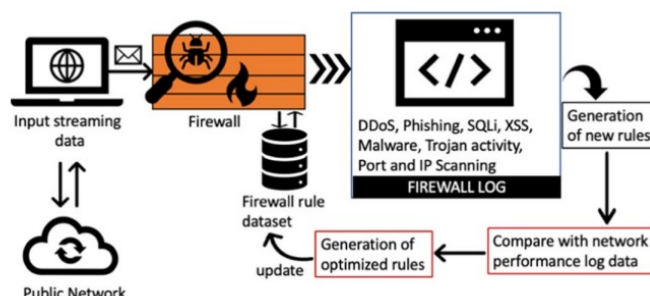 Input streaming
data
Firewall
DDoS, Phishing, SQLi, XSS,
Malware, Trojan activity,
Port and IP Scanning
FIREWALL LOG
Generation
of new rules
Firewall rule
dataset
update
Generation of
optimized rules
Compare with network
performance log data
Public Network